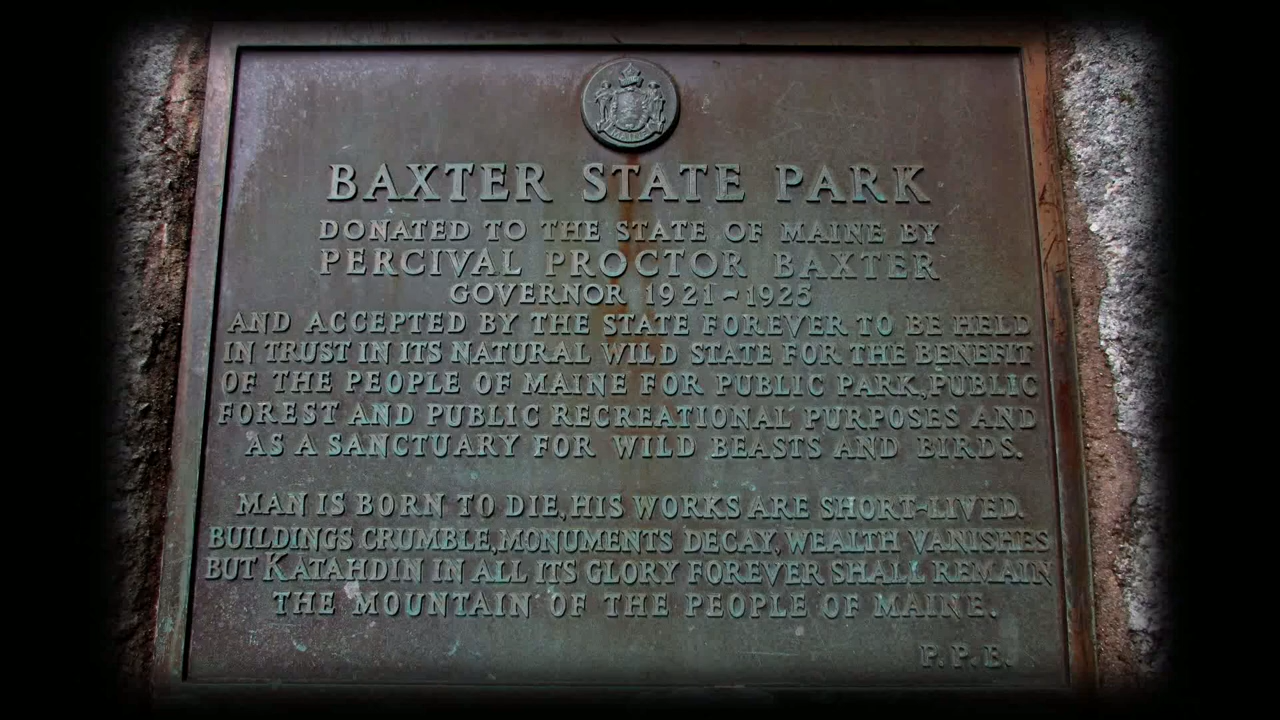 BAXTER STATE PARK
DONATED TO THE STATE OF MAINE BY
PERCIVAL PROCTOR BAXTER
GOVERNOR 1921-1925
AND ACCEPTED BY THE STATE FOREVER TO BE HELD
IN TRUST IN ITS NATURAL WILD STATE FOR THE BENEFIT
OF THE PEOPLE OF MAINE FOR PUBLIC PARK, PUBLIC
FOREST AND PUBLIC RECREATIONAL PURPOSES AND
AS A SANCTUARY FOR WILD BEASTS AND BIRDS.
MAN IS BORN TO DIE, HIS WORKS ARE SHORT-LIVED.
BUILDINGS CRUMBLE, MONUMENTS DECAY, WEALTH VANISHES
BUT KATAHDIN IN ALL ITS GLORY FOREVER SHALL REMAIN
THE MOUNTAIN OF THE PEOPLE OF MAINE.
P. P. B.